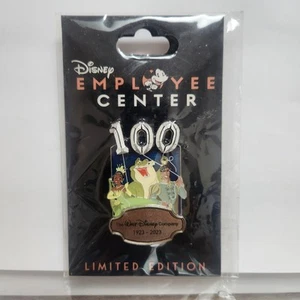 Disney
EMPLOYEE
CENTER
100
The Walt Disney Company
1923 - 2023
LIMITED EDITION